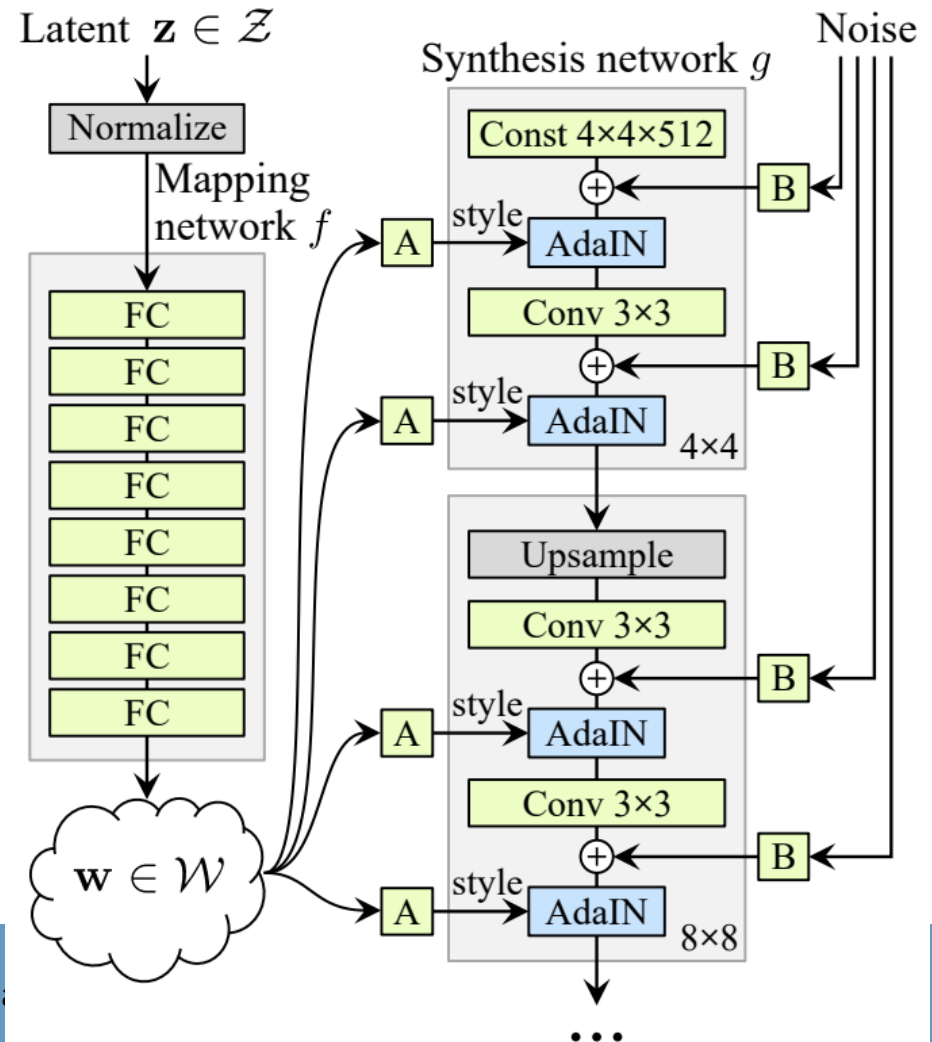 Latent z ∈ 𝒵
Normalize
Mapping
network f
FC
FC
FC
FC
FC
FC
FC
FC
w ∈ 𝒲
Synthesis network g
Noise
Const 4×4×512
+
B
A
style
AdaIN
Conv 3×3
+
B
A
style
AdaIN
4×4
Upsample
Conv 3×3
+
B
A
style
AdaIN
Conv 3×3
+
B
A
style
AdaIN
8×8
...